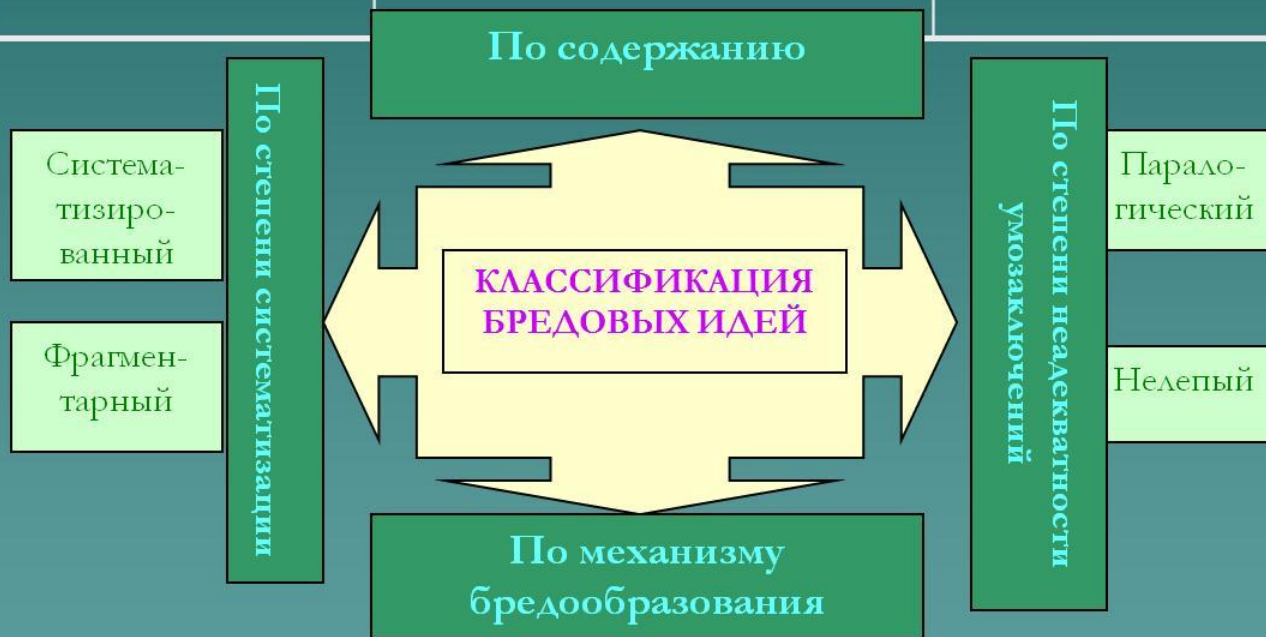 По содержанию
По степени систематизации
Система-
тизиро-
ванный
Фрагмен-
тарный
КЛАССИФИКАЦИЯ
БРЕДОВЫХ ИДЕЙ
По степени неадекватности
умозаключений
Парало-
гический
Нелепый
По механизму
бредообразования